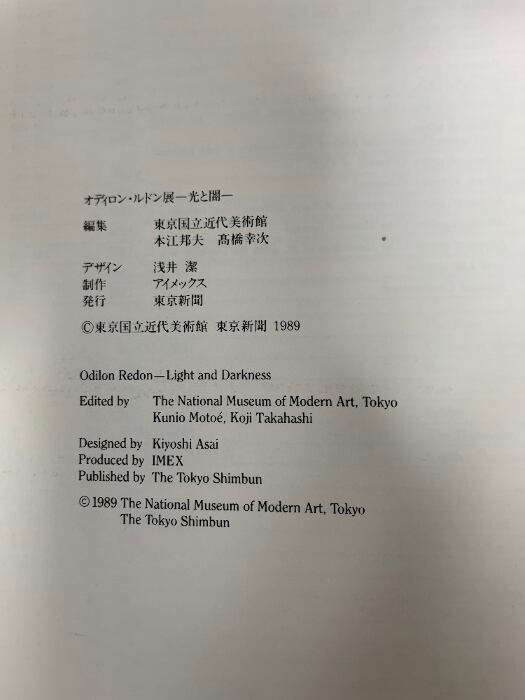 オディロン・ルドン展―光と闇―
編集 東京国立近代美術館
本江邦夫 髙橋幸次
デザイン 浅井 潔
制作 アイメックス
発行 東京新聞
©東京国立近代美術館 東京新聞 1989
Odilon Redon—Light and Darkness
Edited by The National Museum of Modern Art, Tokyo
Kunio Motoé, Koji Takahashi
Designed by Kiyoshi Asai
Produced by IMEX
Published by The Tokyo Shimbun
©1989 The National Museum of Modern Art, Tokyo
The Tokyo Shimbun